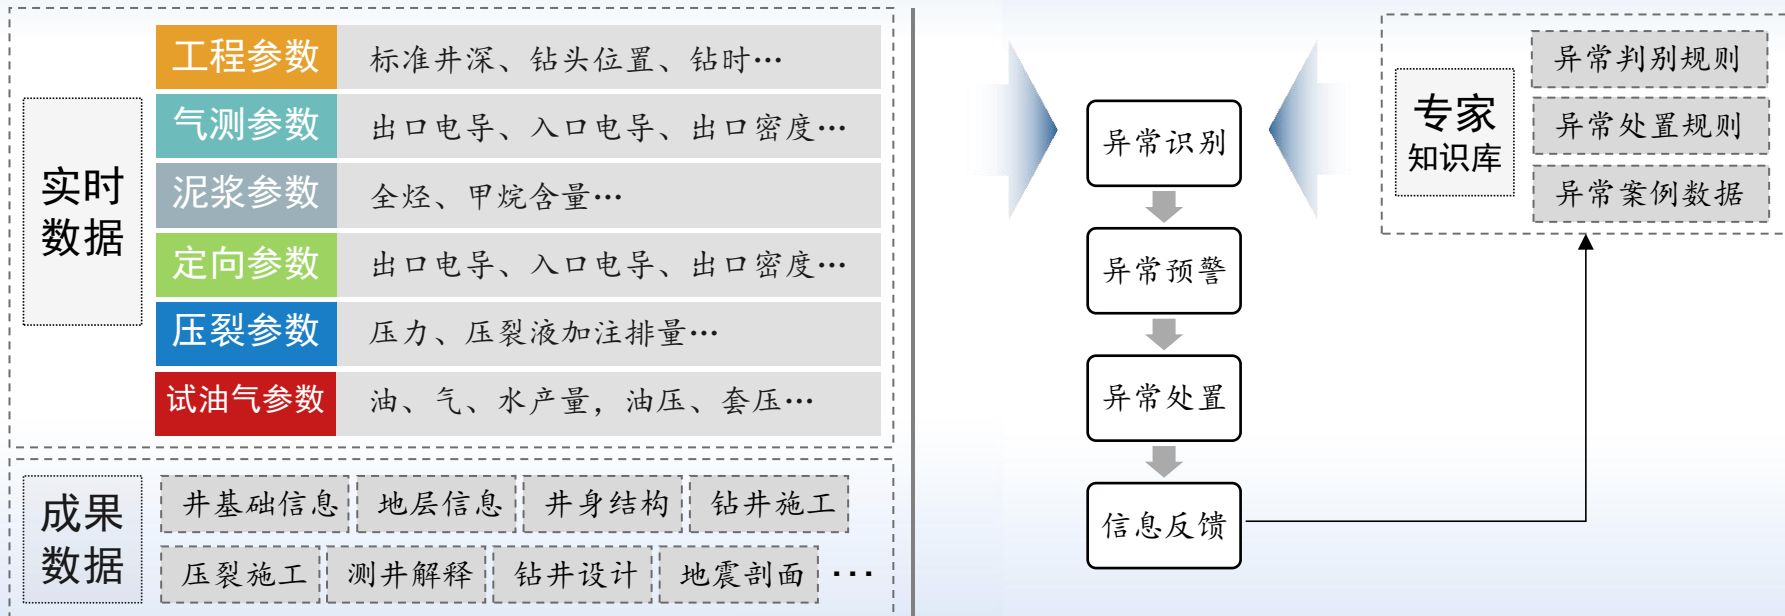 实时
数据
工程参数
标准井深、钻头位置、钻时…
气测参数
出口电导、入口电导、出口密度…
泥浆参数
全烃、甲烷含量…
定向参数
出口电导、入口电导、出口密度…
压裂参数
压力、压裂液加注排量…
试油气参数
油、气、水产量，油压、套压…
成果
数据
井基础信息
地层信息
井身结构
钻井施工
压裂施工
测井解释
钻井设计
地震剖面
…
异常识别
异常预警
异常处置
信息反馈
专家
知识库
异常判别规则
异常处置规则
异常案例数据